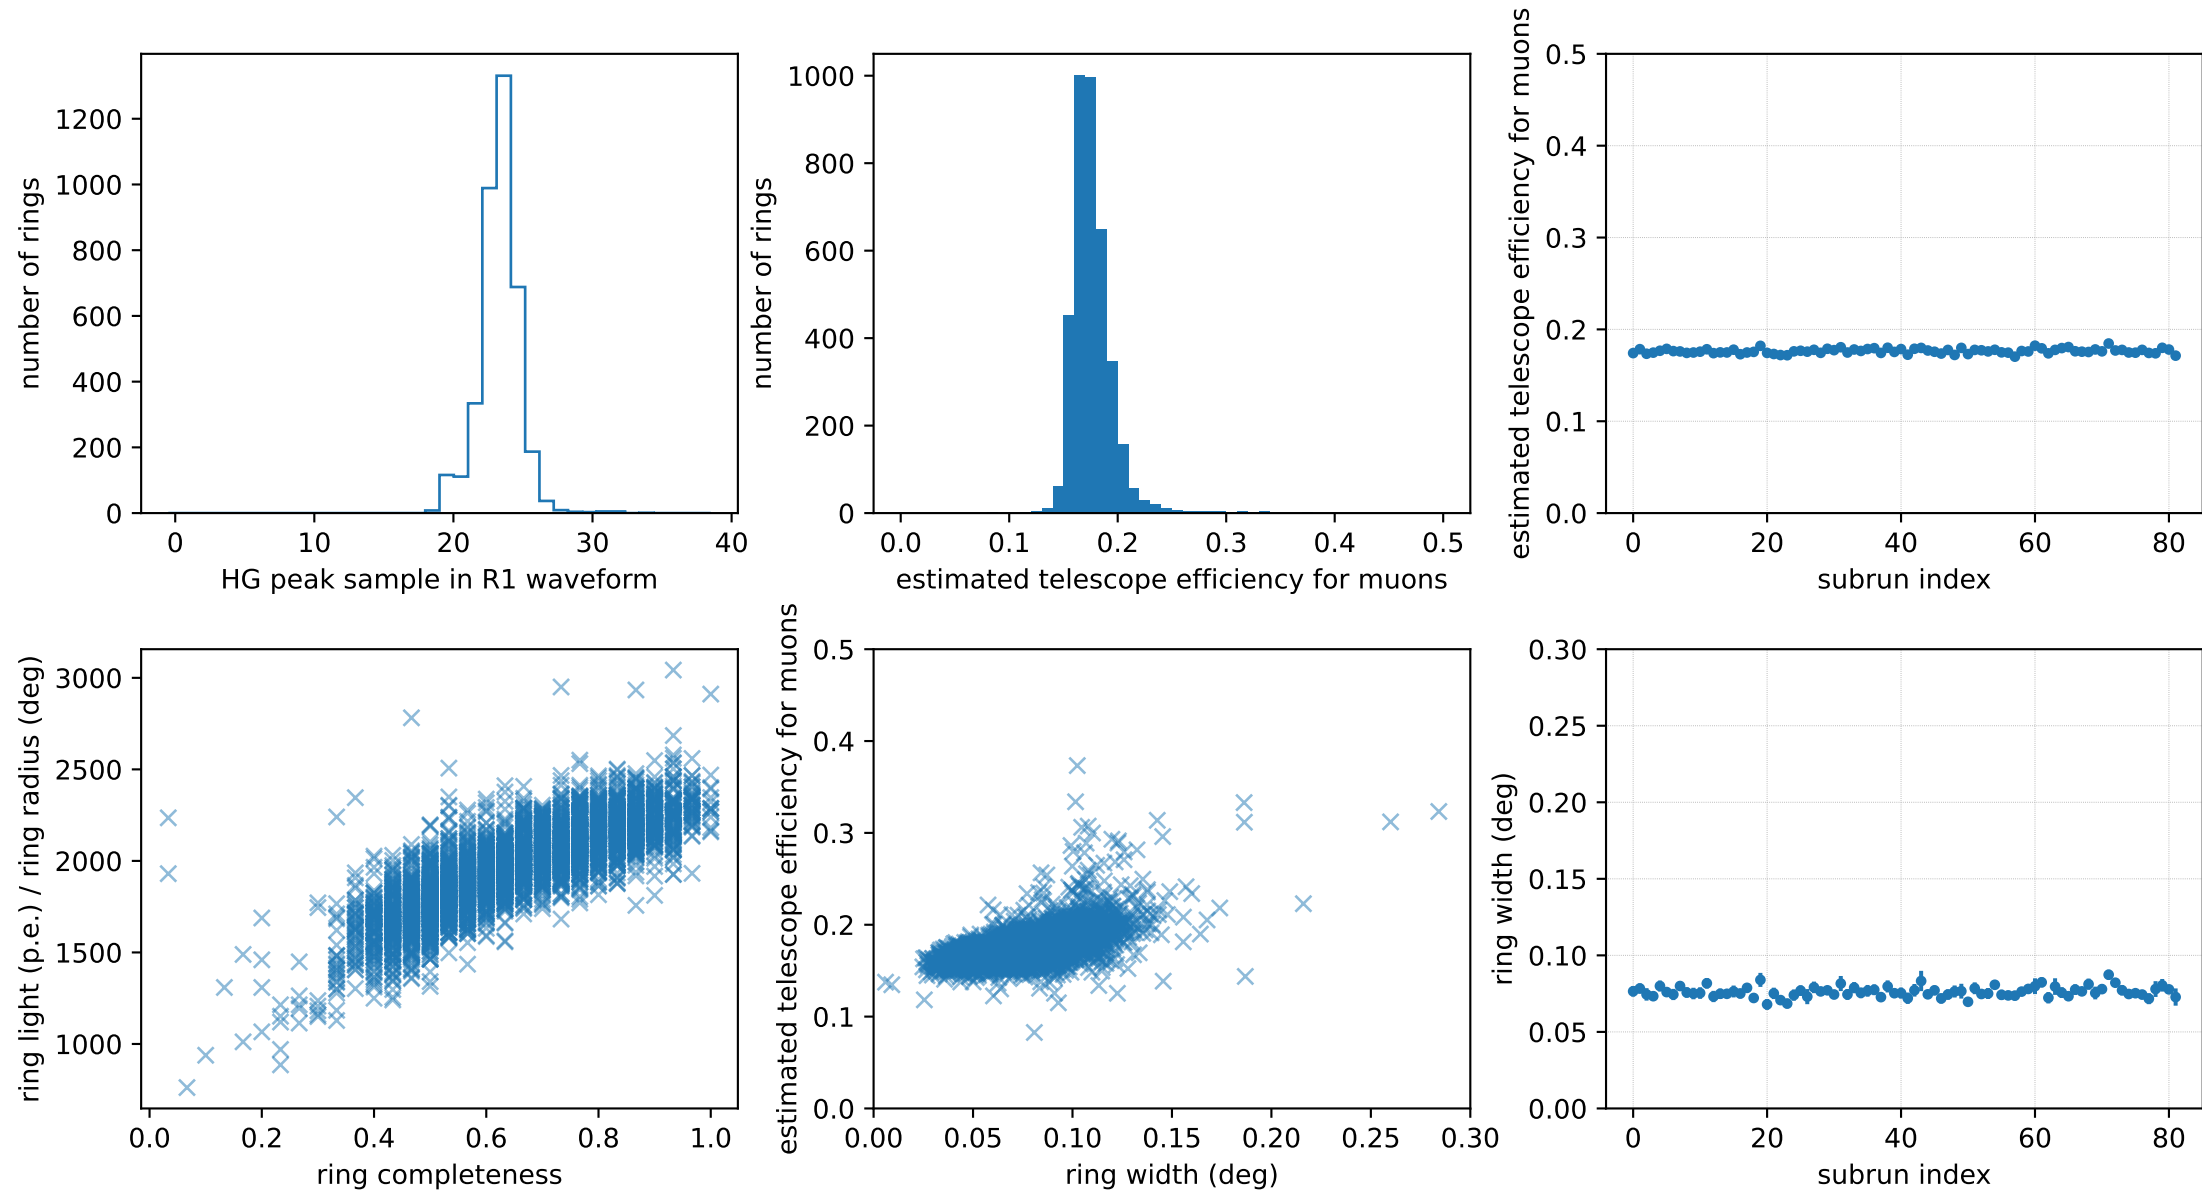 number of rings
1200
1000
800
600
400
200
0
0 10 20 30 40
HG peak sample in R1 waveform
number of rings
1000
800
600
400
200
0
0.0 0.1 0.2 0.3 0.4 0.5
estimated telescope efficiency for muons
estimated telescope efficiency for muons
0.5
0.4
0.3
0.2
0.1
0.0
0 20 40 60 80
subrun index
ring light (p.e.) / ring radius (deg)
3000
2500
2000
1500
1000
0.0 0.2 0.4 0.6 0.8 1.0
ring completeness
estimated telescope efficiency for muons
0.5
0.4
0.3
0.2
0.1
0.0
0.00 0.05 0.10 0.15 0.20 0.25 0.30
ring width (deg)
ring width (deg)
0.30
0.25
0.20
0.15
0.10
0.05
0.00
0 20 40 60 80
subrun index